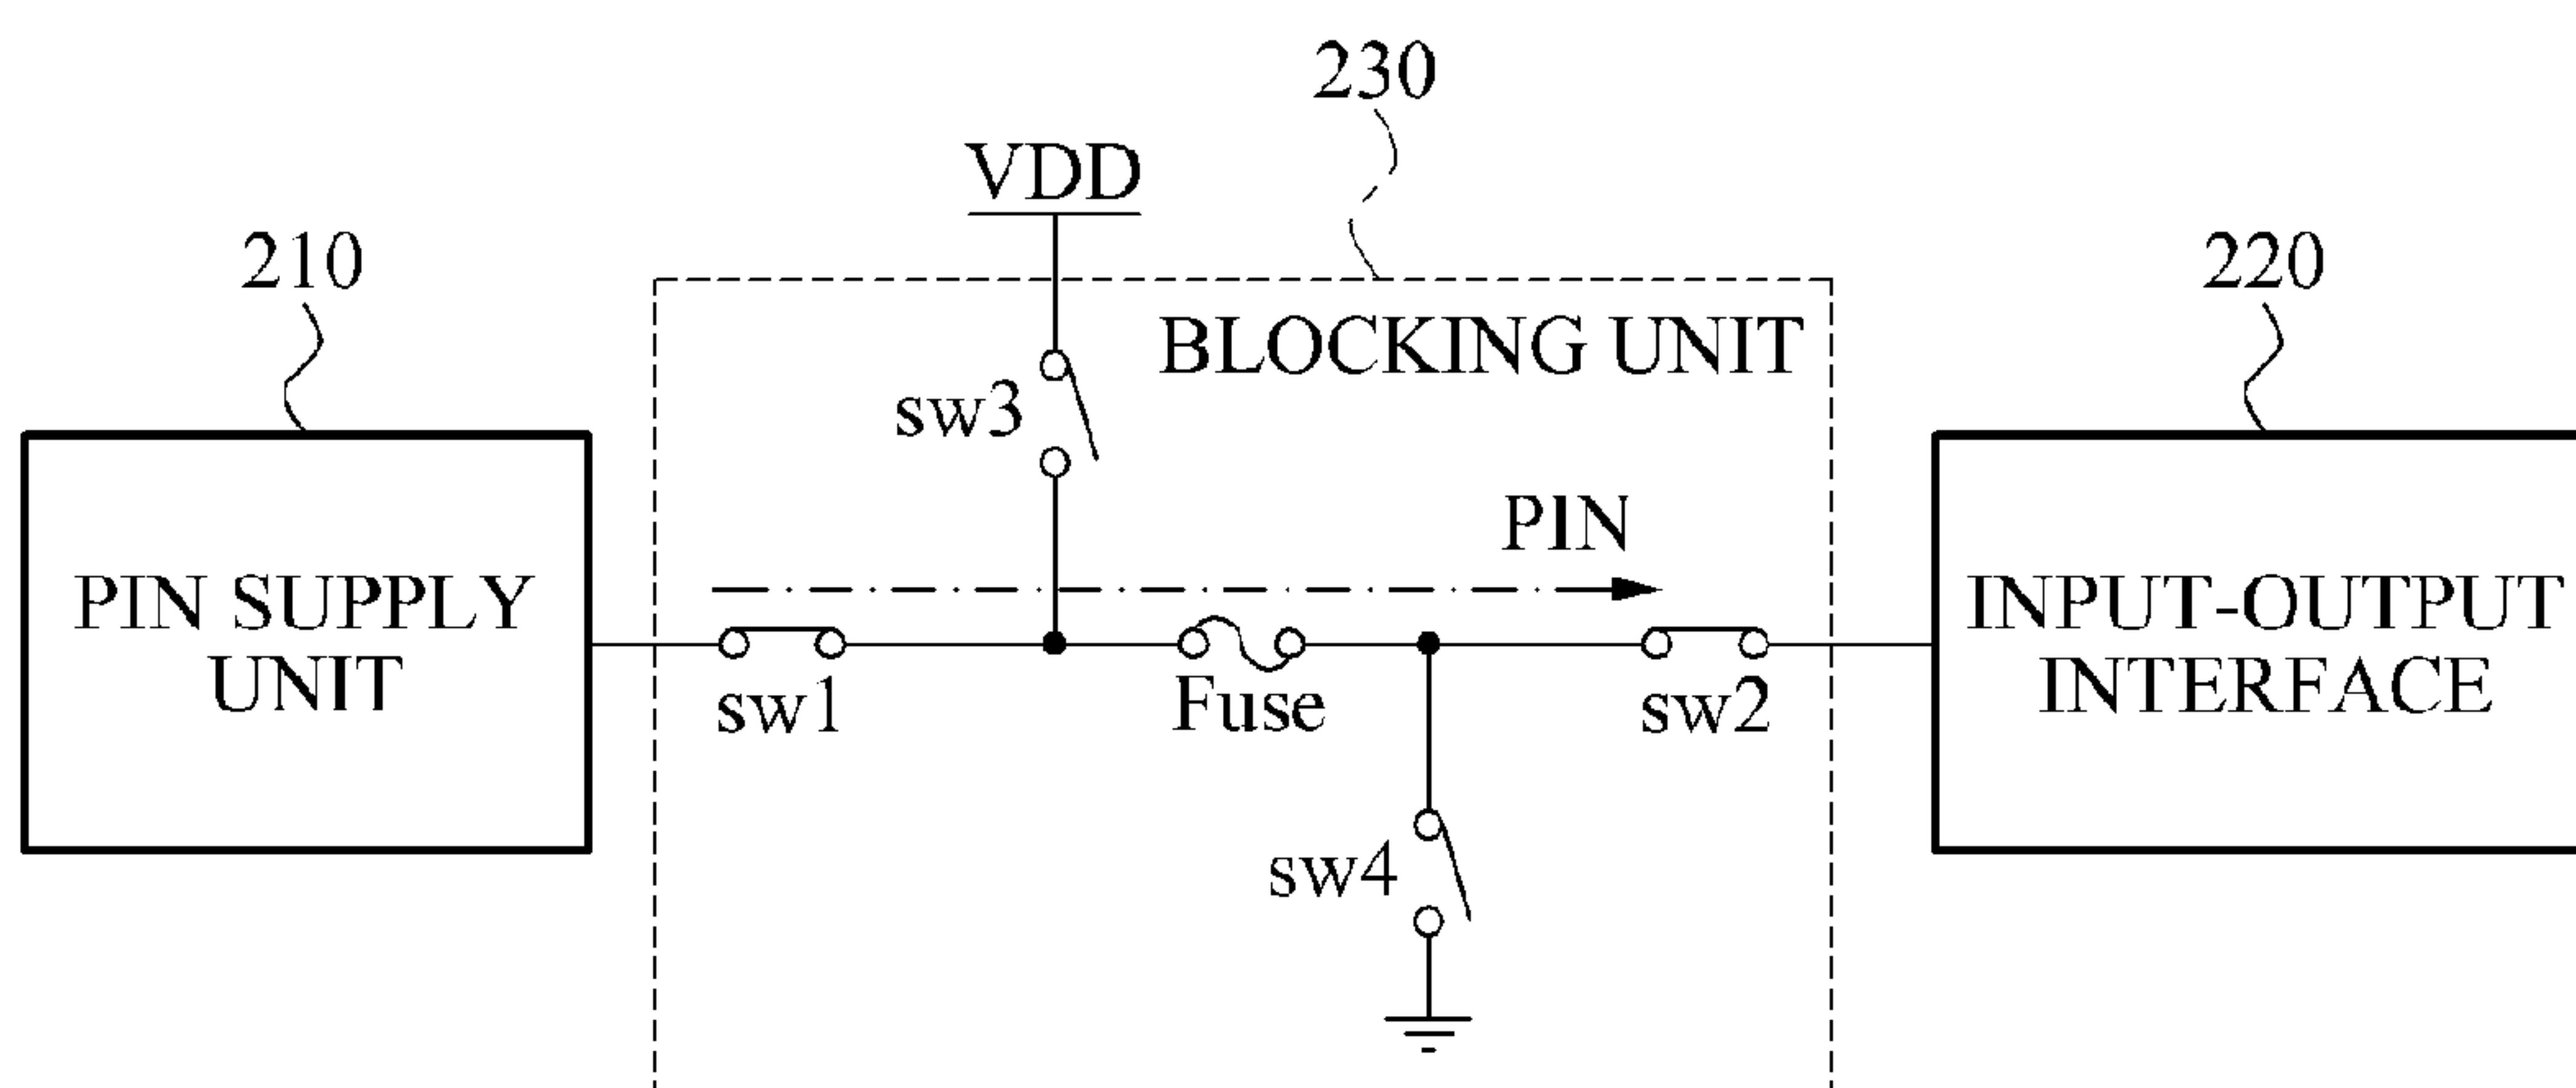 230
VDD
210
220
BLOCKING UNIT
sw3
PIN
PIN SUPPLY
UNIT
INPUT-OUTPUT
INTERFACE
sw1
Fuse
sw2
sw4